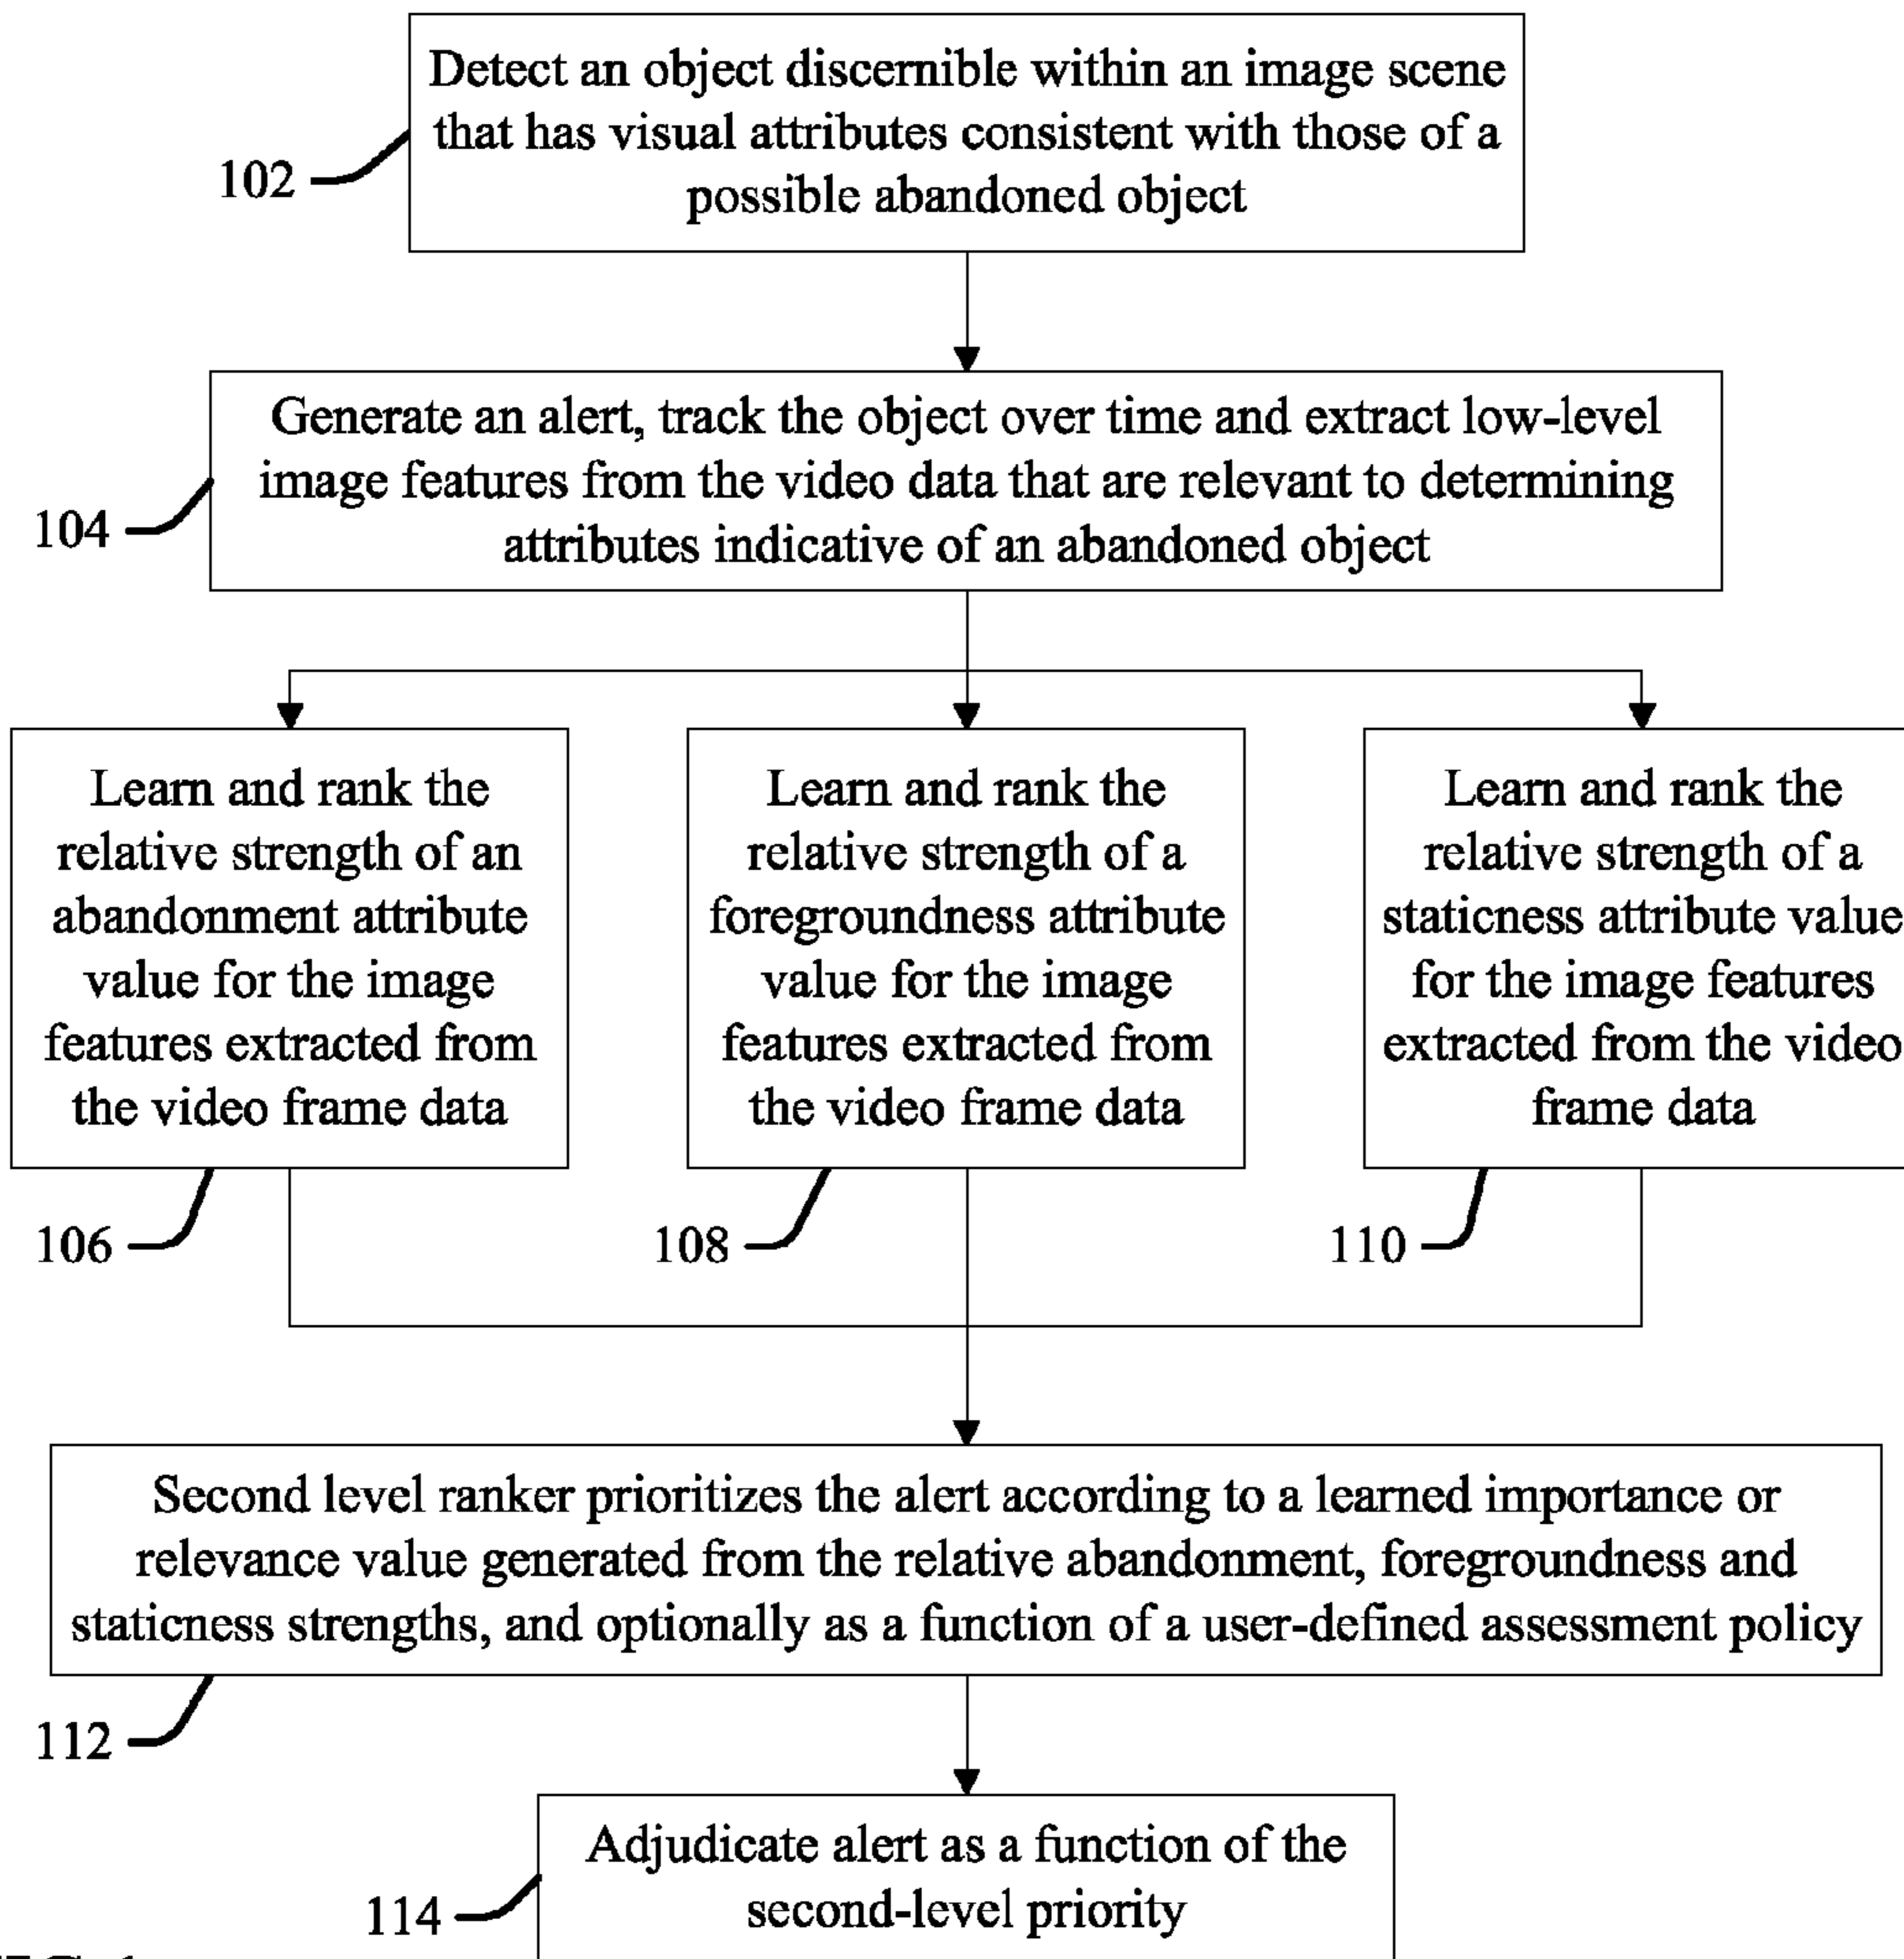 Detect an object discernible within an image scene
that has visual attributes consistent with those of a
possible abandoned object
102
Generate an alert, track the object over time and extract low-level
image features from the video data that are relevant to determining
attributes indicative of an abandoned object
104
Learn and rank the
relative strength of an
abandonment attribute
value for the image
features extracted from
the video frame data
106
Learn and rank the
relative strength of a
foregroundness attribute
value for the image
features extracted from
the video frame data
108
Learn and rank the
relative strength of a
staticness attribute value
for the image features
extracted from the video
frame data
110
Second level ranker prioritizes the alert according to a learned importance or
relevance value generated from the relative abandonment, foregroundness and
staticness strengths, and optionally as a function of a user-defined assessment policy
112
Adjudicate alert as a function of the
second-level priority
114